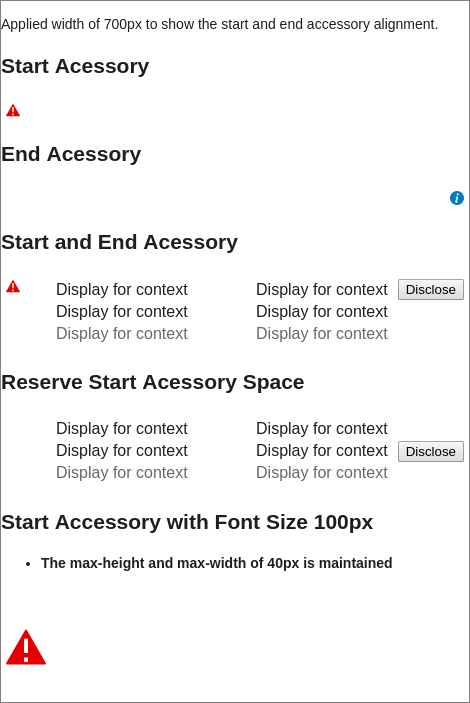 Applied width of 700px to show the start and end accessory alignment.
Start Acessory
End Acessory
Start and End Acessory
Display for context Display for context Disclose
Display for context Display for context
Display for context Display for context
Reserve Start Acessory Space
Display for context Display for context
Display for context Display for context Disclose
Display for context Display for context
Start Accessory with Font Size 100px
• The max-height and max-width of 40px is maintained